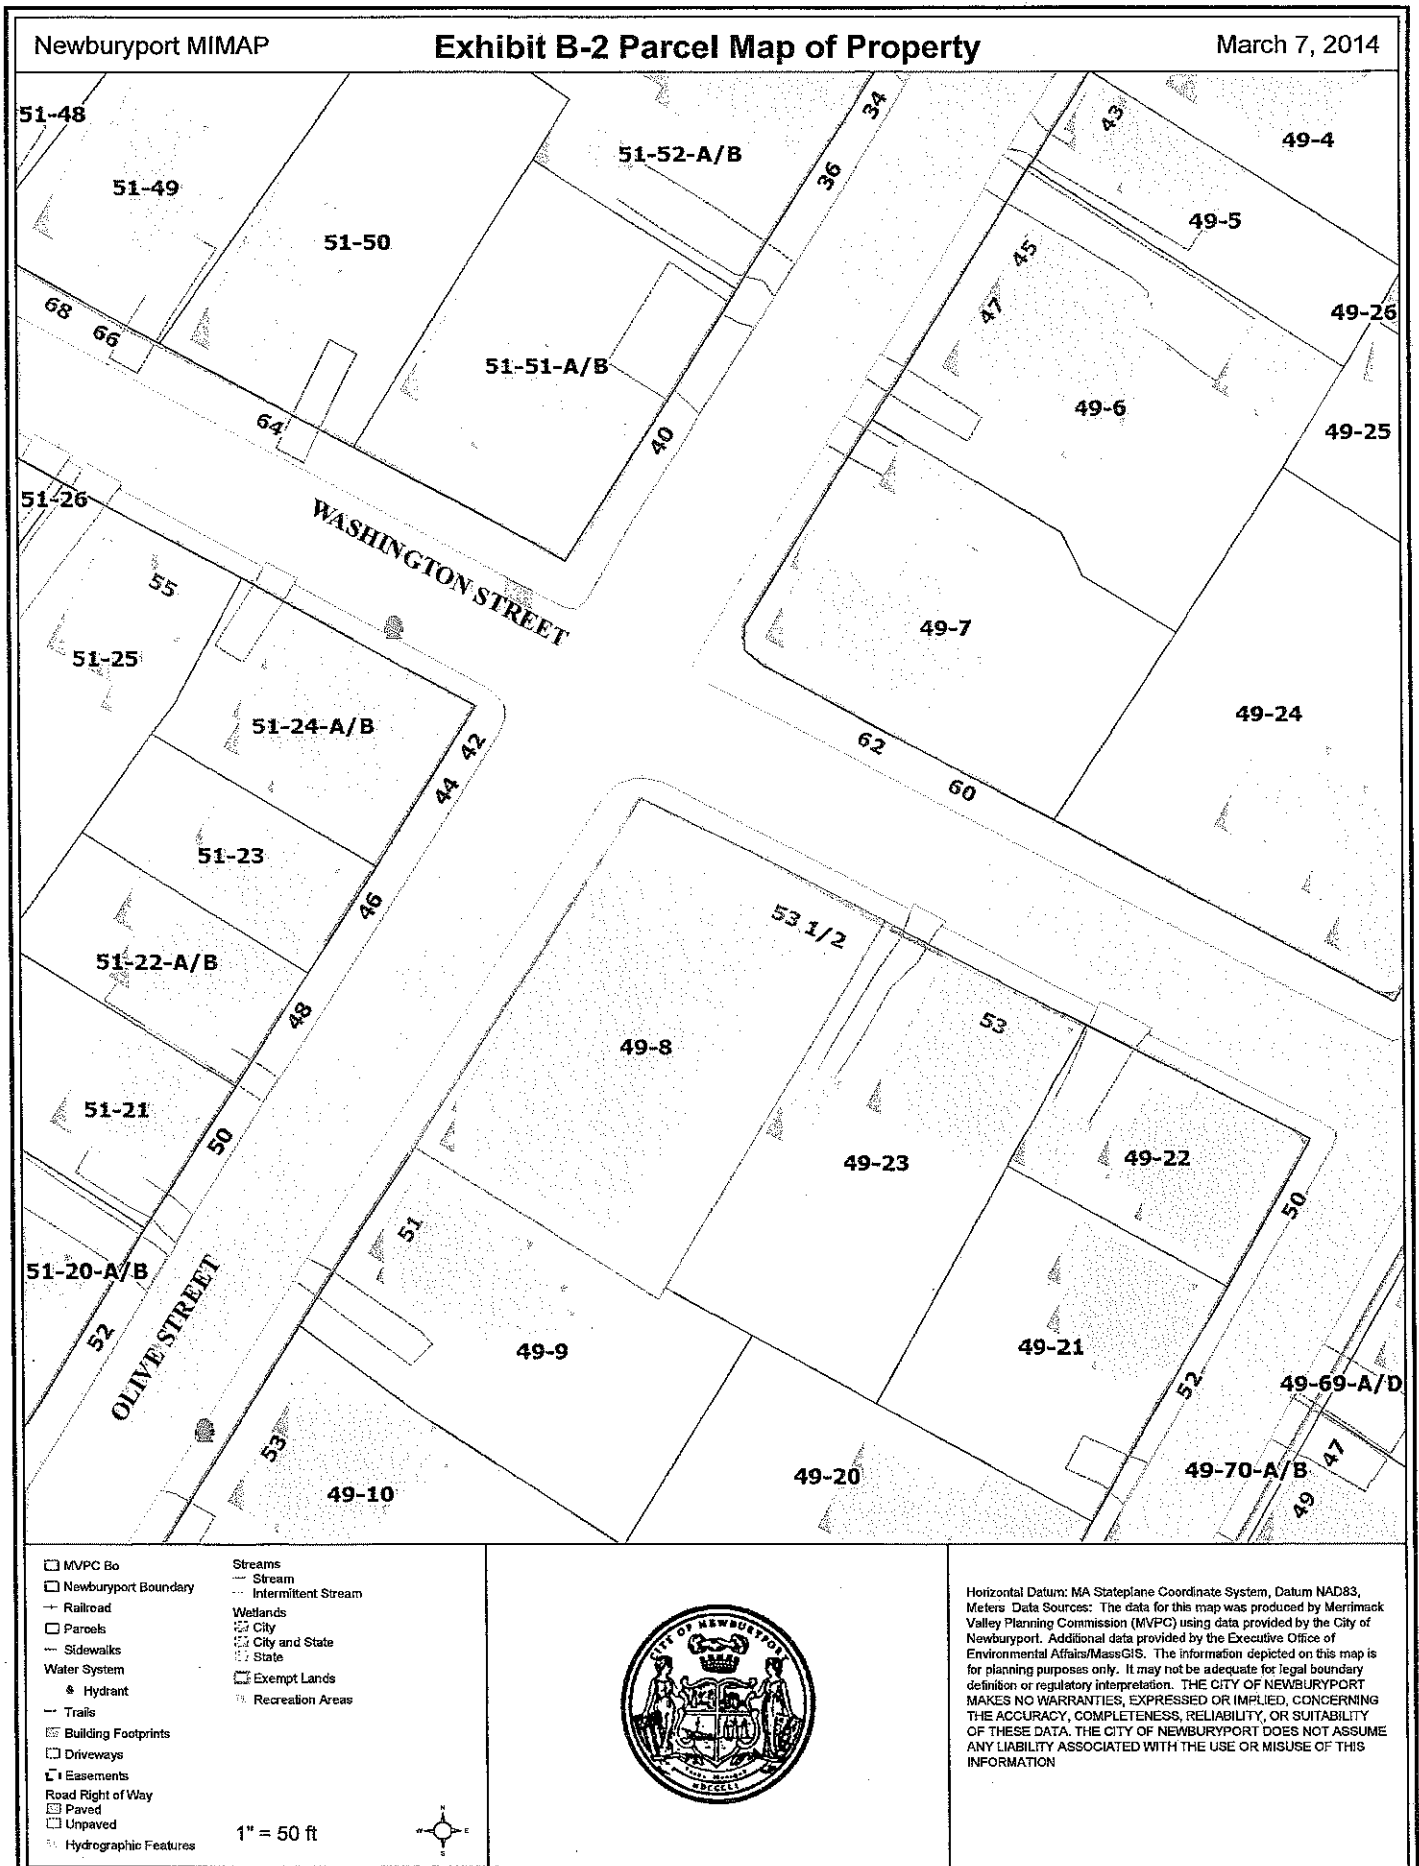 Newburyport MIMAP
Exhibit B-2 Parcel Map of Property
March 7, 2014
51-48
51-49
51-50
51-52-A/B
34
36
43
49-4
49-5
45
47
49-26
49-6
49-25
68
66
64
51-51-A/B
40
51-26
WASHINGTON STREET
55
51-25
51-24-A/B
42
44
49-7
62
60
49-24
51-23
46
51-22-A/B
48
53 1/2
53
49-8
51-21
50
49-23
49-22
50
51
51-20-A/B
52
OLIVE STREET
49-9
49-21
52
49-69-A/D
47
49-70-A/B
49
53
49-10
49-20
MVPC Bo
Newburyport Boundary
Railroad
Parcels
Sidewalks
Water System
Hydrant
Trails
Building Footprints
Driveways
Easements
Road Right of Way
Paved
Unpaved
Hydrographic Features
Streams
Stream
Intermittent Stream
Wetlands
City
City and State
State
Exempt Lands
Recreation Areas
1" = 50 ft
N
W
E
S
CITY OF NEWBURYPORT
MDCCCLI
Horizontal Datum: MA Stateplane Coordinate System, Datum NAD83,
Meters Data Sources: The data for this map was produced by Merrimack
Valley Planning Commission (MVPC) using data provided by the City of
Newburyport. Additional data provided by the Executive Office of
Environmental Affairs/MassGIS. The information depicted on this map is
for planning purposes only. It may not be adequate for legal boundary
definition or regulatory interpretation. THE CITY OF NEWBURYPORT
MAKES NO WARRANTIES, EXPRESSED OR IMPLIED, CONCERNING
THE ACCURACY, COMPLETENESS, RELIABILITY, OR SUITABILITY
OF THESE DATA. THE CITY OF NEWBURYPORT DOES NOT ASSUME
ANY LIABILITY ASSOCIATED WITH THE USE OR MISUSE OF THIS
INFORMATION